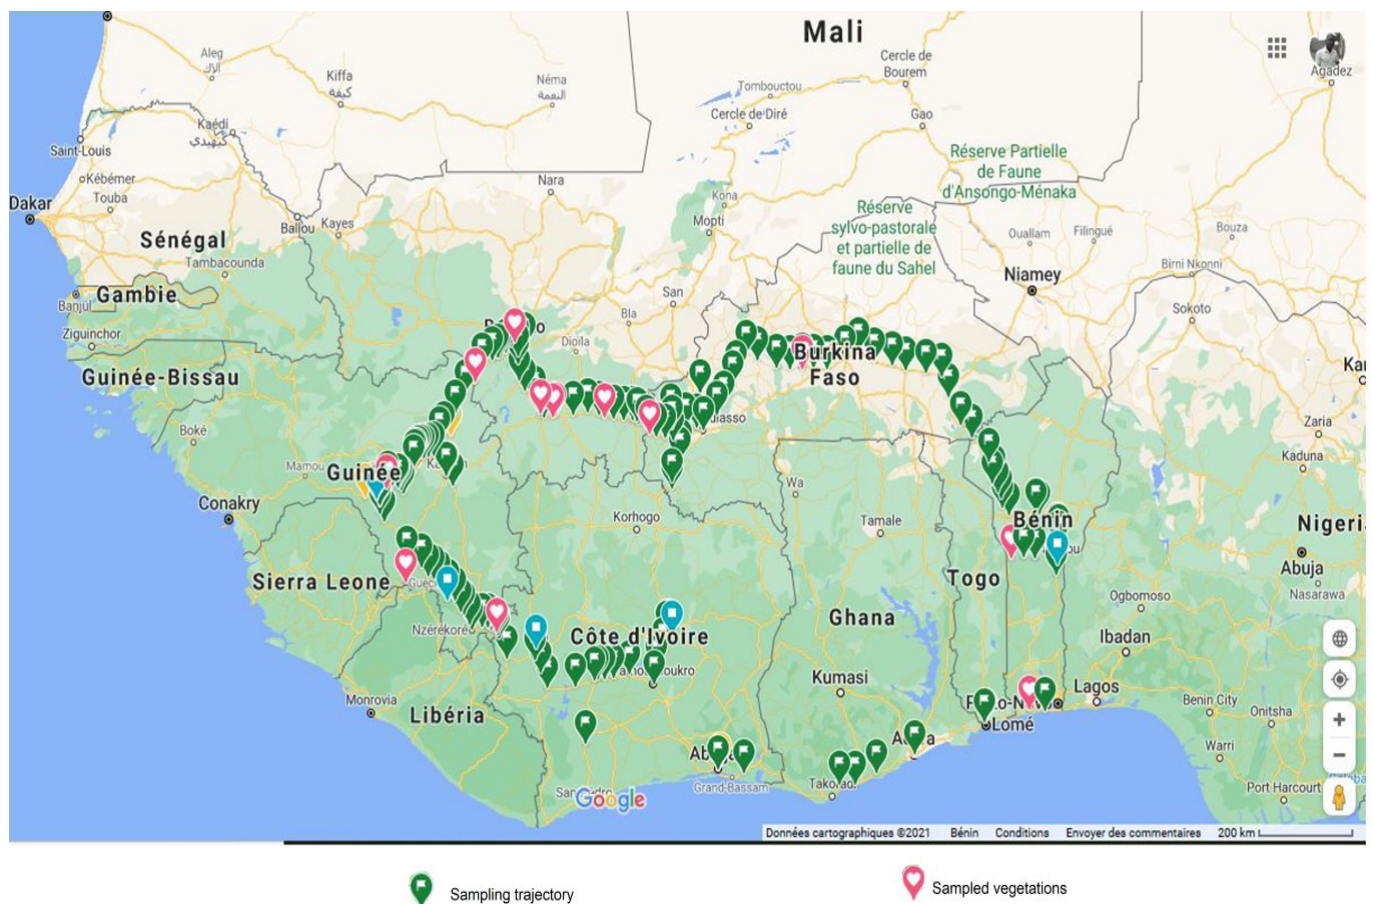 Mali
Aleg
ألاك
Kiffa
كيفة
Néma
النعمة
Cercle de
Bourem
Tombouctou
Agadez
Cercle de Diré
Gao
Kaédi
كيهيدي
Saint-Louis
Réserve Partielle
de Faune
d'Ansongo-Ménaka
Kébémer
Touba
Nara
Kona
Dakar
Ballou
Kayes
Mopti
Réserve
sylvo-pastorale
et partielle de
faune du Sahel
Ouallam
Filingué
Bouza
Sénégal
Tambacounda
Niamey
Birni Nkonni
Gambie
Banjul
San
Sokoto
Bla
Ziguinchor
Dioïla
Burkina
Faso
Guinée-Bissau
Zaria
Boké
Kaduna
Mamou
Guinée
Wa
Conakry
Korhogo
Tamale
Bénin
Nigeri
Abuja
Nasarawa
Sierra Leone
Togo
Ogbomoso
Ghana
Nzérékoré
Côte d'Ivoire
Ibadan
Kumasi
Lagos
Monrovia
Libéria
Benin City
Onitsha
Lomé
Warri
Grand-Bassam
Port Harcourt
Google
Données cartographiques ©2021 Bénin Conditions Envoyer des commentaires 200 km
Sampling trajectory
Sampled vegetations